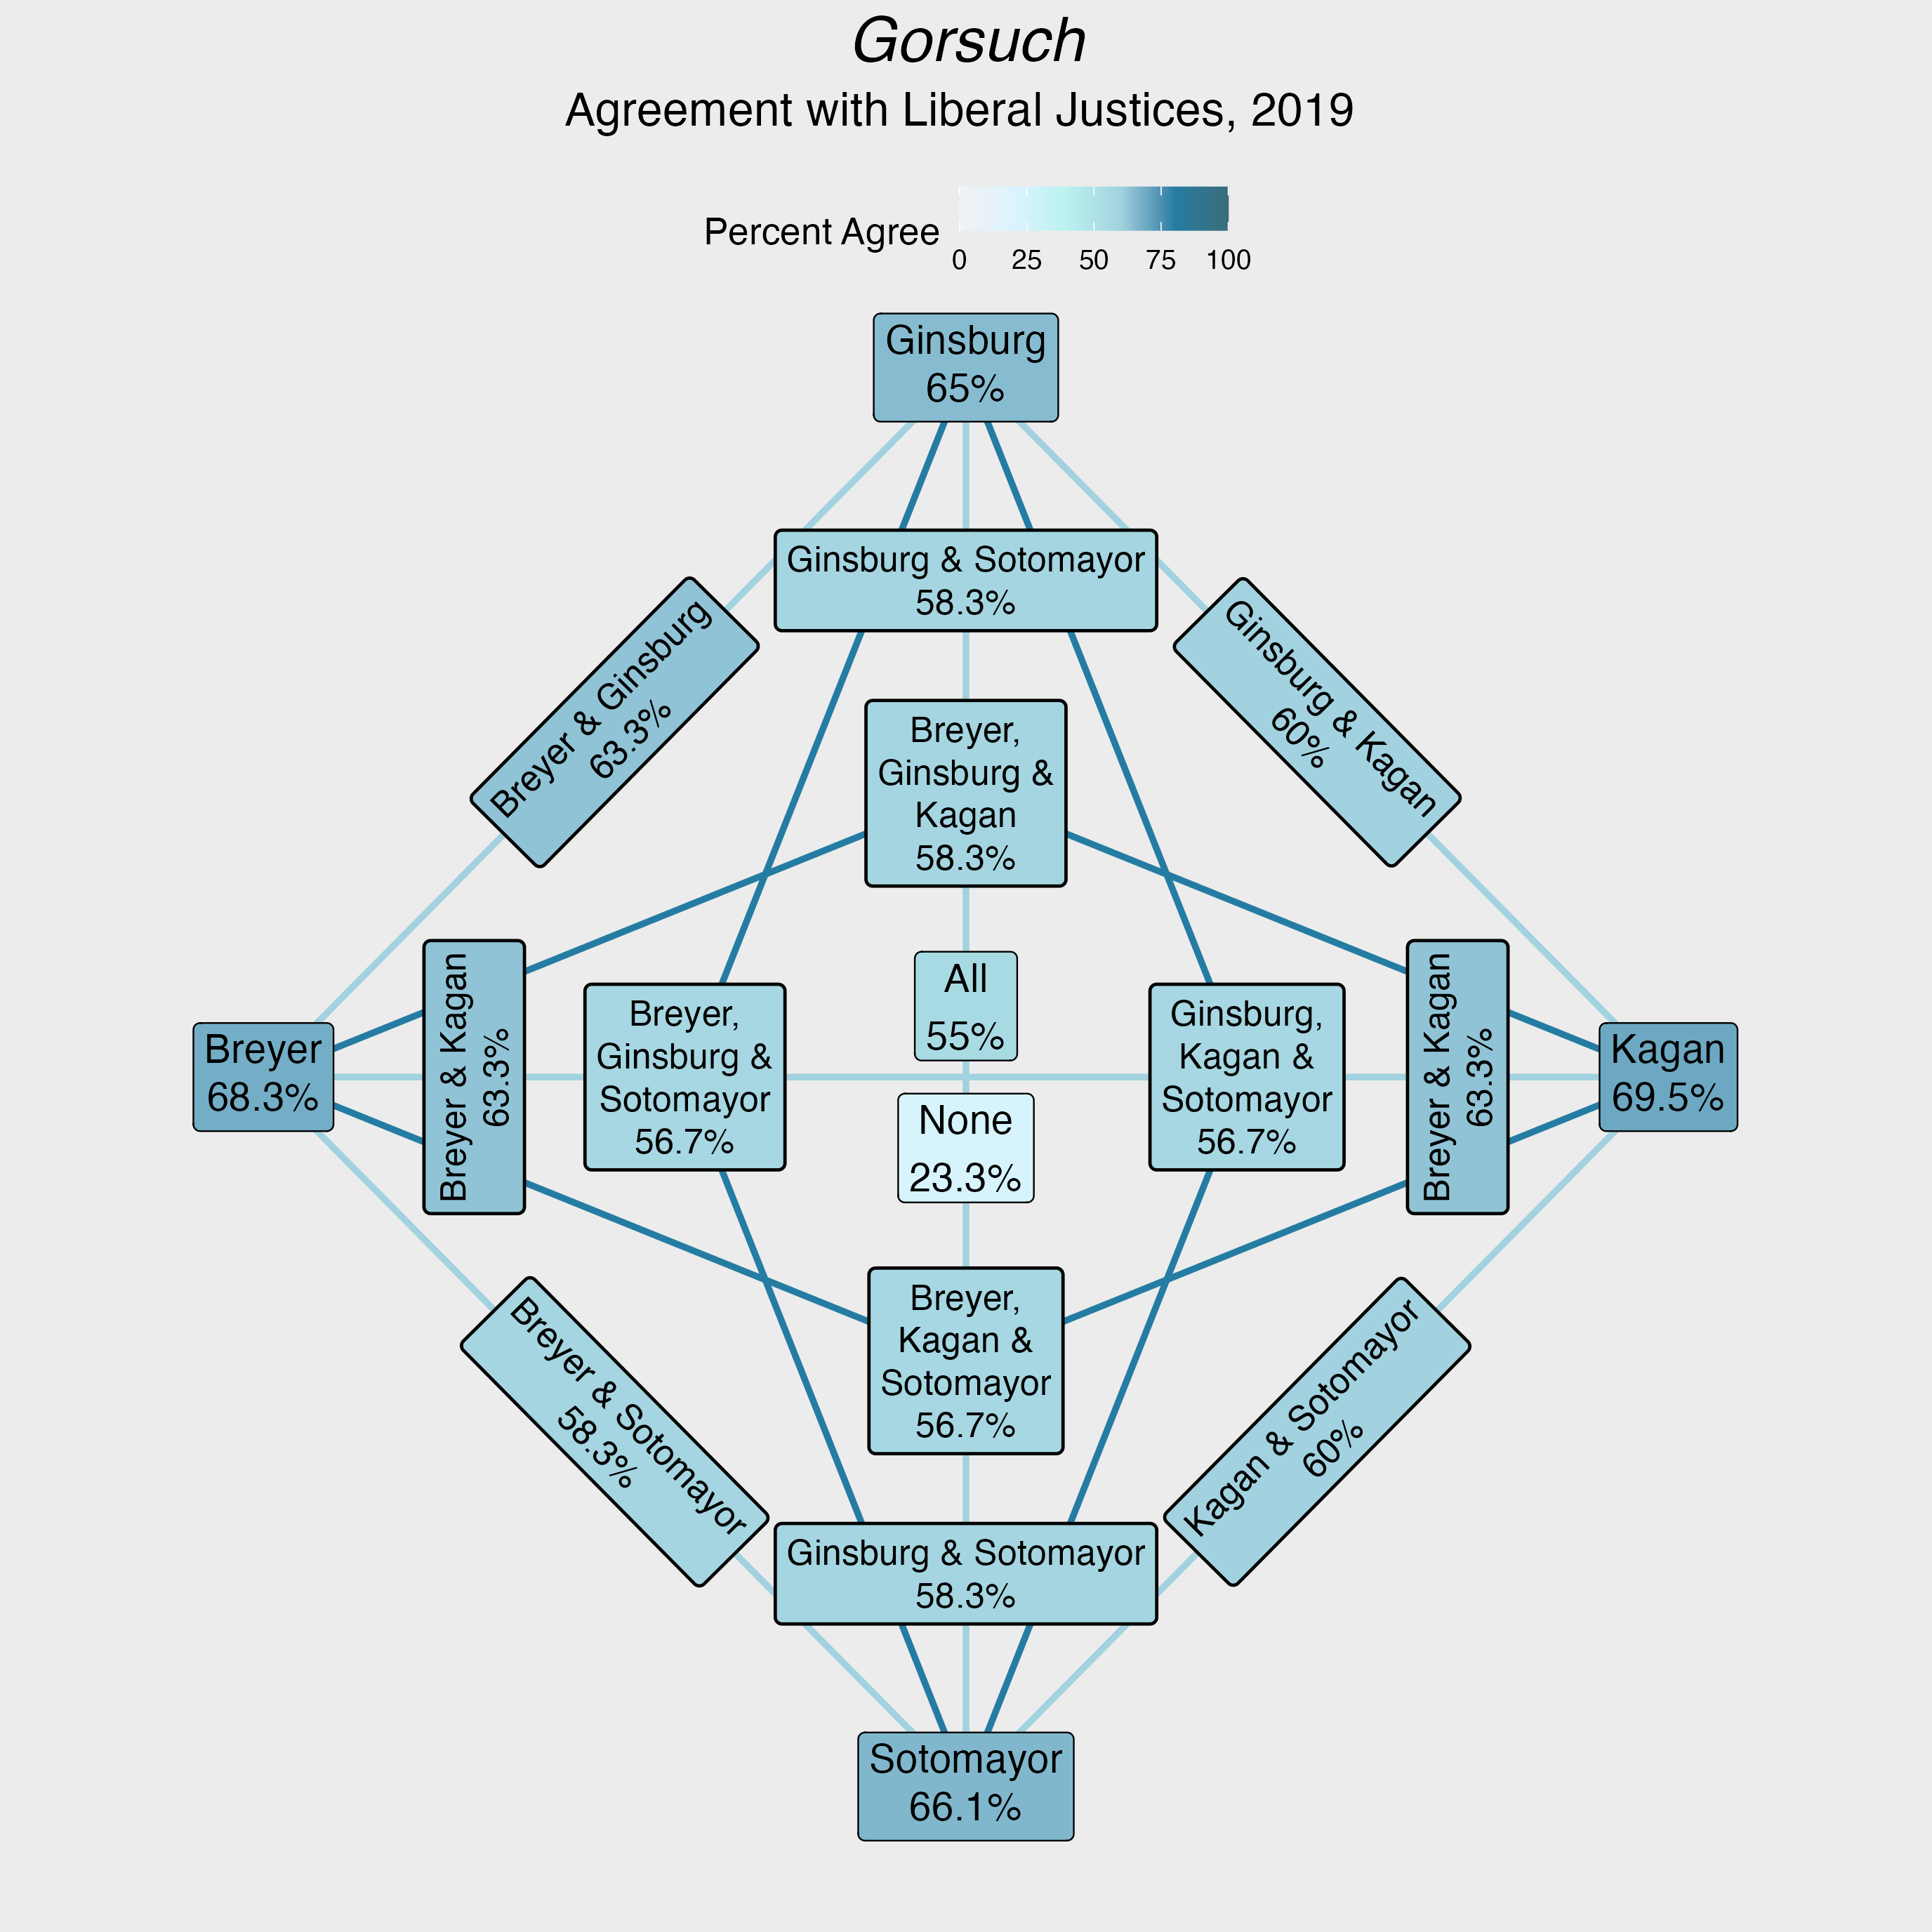 Gorsuch
Agreement with Liberal Justices, 2019
Percent Agree
0 25 50 75 100
Ginsburg
65%
Ginsburg & Sotomayor
58.3%
Breyer & Ginsburg
63.3%
Ginsburg & Kagan
60%
Breyer,
Ginsburg &
Kagan
58.3%
Breyer
68.3%
Breyer & Kagan
63.3%
Breyer,
Ginsburg &
Sotomayor
56.7%
All
55%
None
23.3%
Ginsburg,
Kagan &
Sotomayor
56.7%
Breyer & Kagan
63.3%
Kagan
69.5%
Breyer,
Kagan &
Sotomayor
56.7%
Breyer & Sotomayor
58.3%
Kagan & Sotomayor
60%
Ginsburg & Sotomayor
58.3%
Sotomayor
66.1%